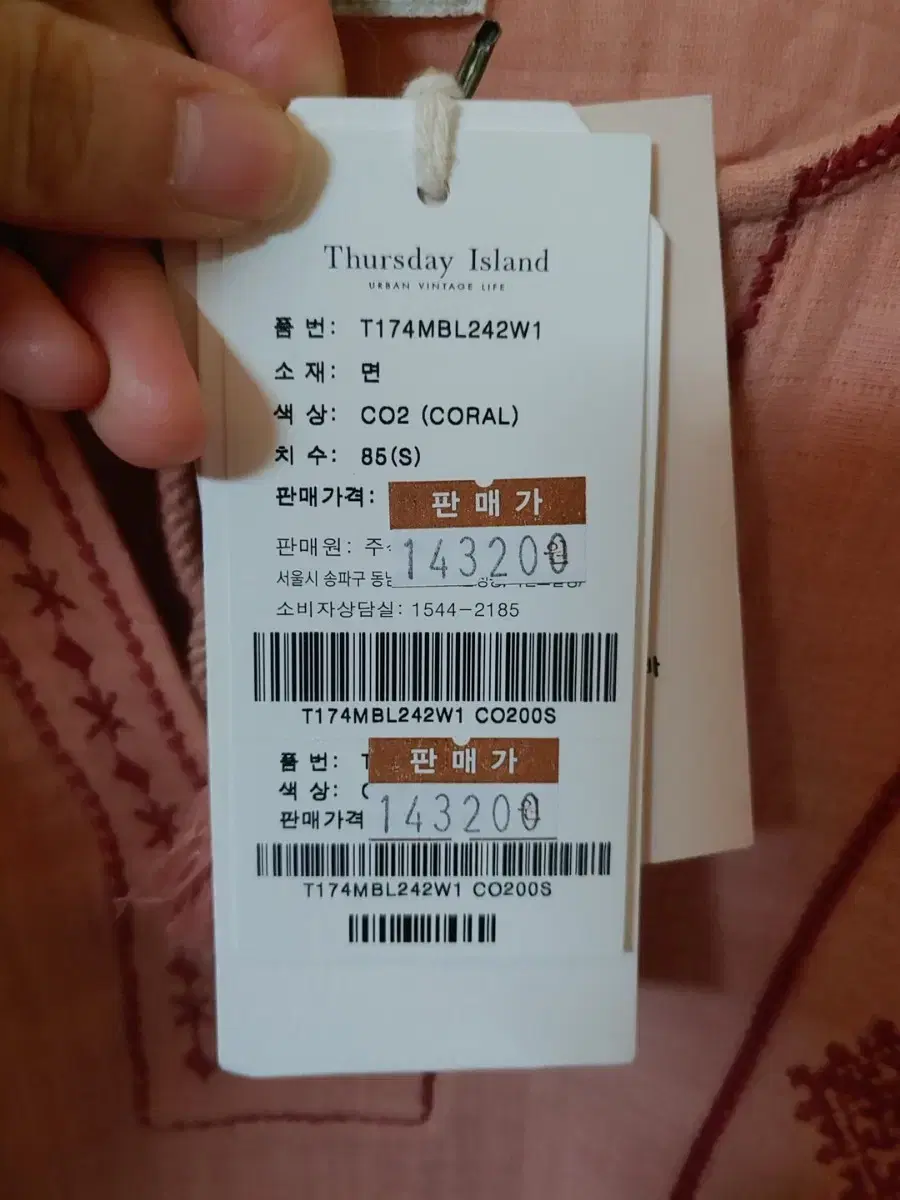 Thursday Island
URBAN VINTAGE LIFE
품 번: T174MBL242W1
소 재: 면
색 상: CO2 (CORAL)
치 수: 85(S)
판매가격: 판매가
143200
판매원: 주
서울시 송파구
소비자상담실: 1544-2185
T174MBL242W1 CO200S
품 번: 판매가
색 상:
판매가격 143200
T174MBL242W1 CO200S